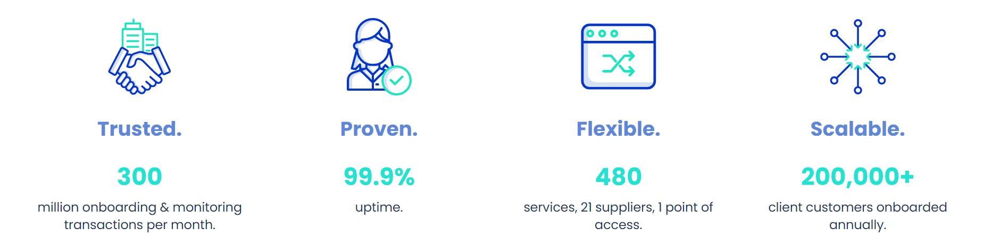 Trusted.
300
million onboarding & monitoring
transactions per month.
Proven.
99.9%
uptime.
Flexible.
480
services, 21 suppliers, 1 point of
access.
Scalable.
200,000+
client customers onboarded
annually.